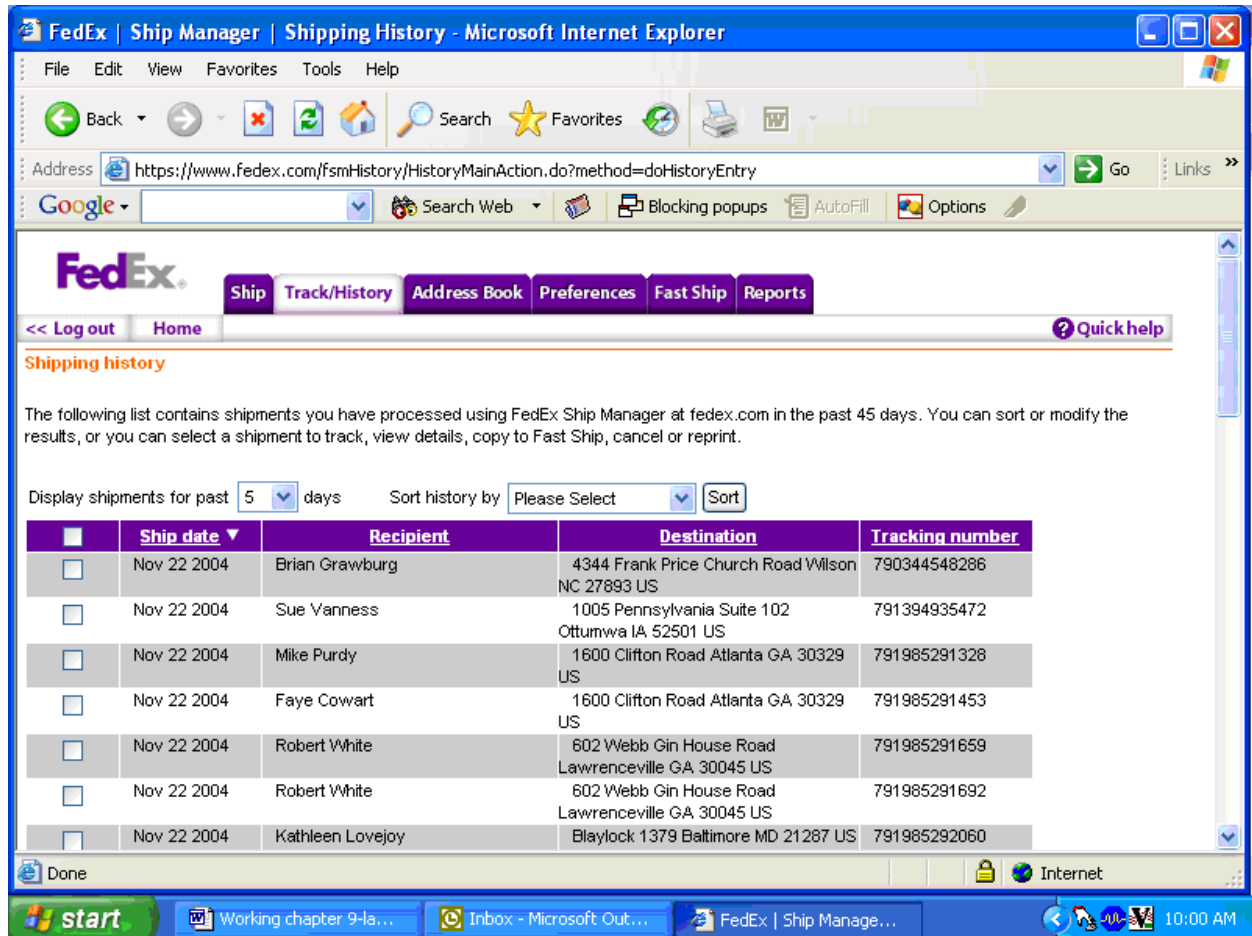 FedEx | Ship Manager | Shipping History - Microsoft Internet Explorer
File Edit View Favorites Tools Help
Back Search Favorites
Address https://www.fedex.com/fsmHistory/HistoryMainAction.do?method=doHistoryEntry Go Links »
Google Search Web Blocking popups AutoFill Options
FedEx®
Ship Track/History Address Book Preferences Fast Ship Reports
<< Log out Home ? Quick help
Shipping history
The following list contains shipments you have processed using FedEx Ship Manager at fedex.com in the past 45 days. You can sort or modify the
results, or you can select a shipment to track, view details, copy to Fast Ship, cancel or reprint.
Display shipments for past 5 days Sort history by Please Select Sort
Ship date Recipient Destination Tracking number
Nov 22 2004 Brian Grawburg 4344 Frank Price Church Road Wilson 790344548286
NC 27893 US
Nov 22 2004 Sue Vanness 1005 Pennsylvania Suite 102 791394935472
Ottumwa IA 52501 US
Nov 22 2004 Mike Purdy 1600 Clifton Road Atlanta GA 30329 791985291328
US
Nov 22 2004 Faye Cowart 1600 Clifton Road Atlanta GA 30329 791985291453
US
Nov 22 2004 Robert White 602 Webb Gin House Road 791985291659
Lawrenceville GA 30045 US
Nov 22 2004 Robert White 602 Webb Gin House Road 791985291692
Lawrenceville GA 30045 US
Nov 22 2004 Kathleen Lovejoy Blaylock 1379 Baltimore MD 21287 US 791985292060
Done Internet
start Working chapter 9-la... Inbox - Microsoft Out... FedEx | Ship Manage... 10:00 AM